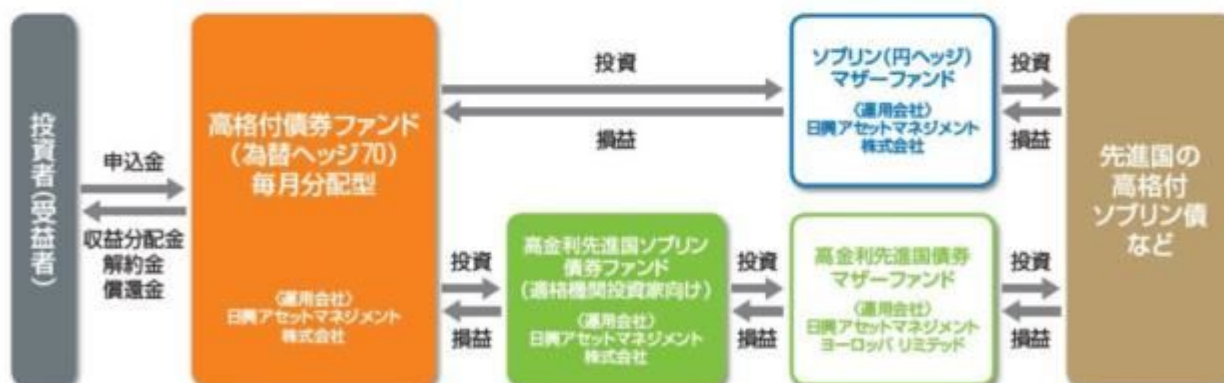 投資者(受益者)
申込金
収益分配金
解約金
償還金
高格付債券ファンド
(為替ヘッジ70)
毎月分配型
〈運用会社〉
日興アセットマネジメント
株式会社
投資
損益
ソブリン(円ヘッジ)
マザーファンド
〈運用会社〉
日興アセットマネジメント
株式会社
投資
損益
投資
損益
高金利先進国ソブリン
債券ファンド
(適格機関投資家向け)
〈運用会社〉
日興アセットマネジメント
株式会社
投資
損益
高金利先進国債券
マザーファンド
〈運用会社〉
日興アセットマネジメント
ヨーロッパ リミテッド
投資
損益
先進国の
高格付
ソブリン債
など